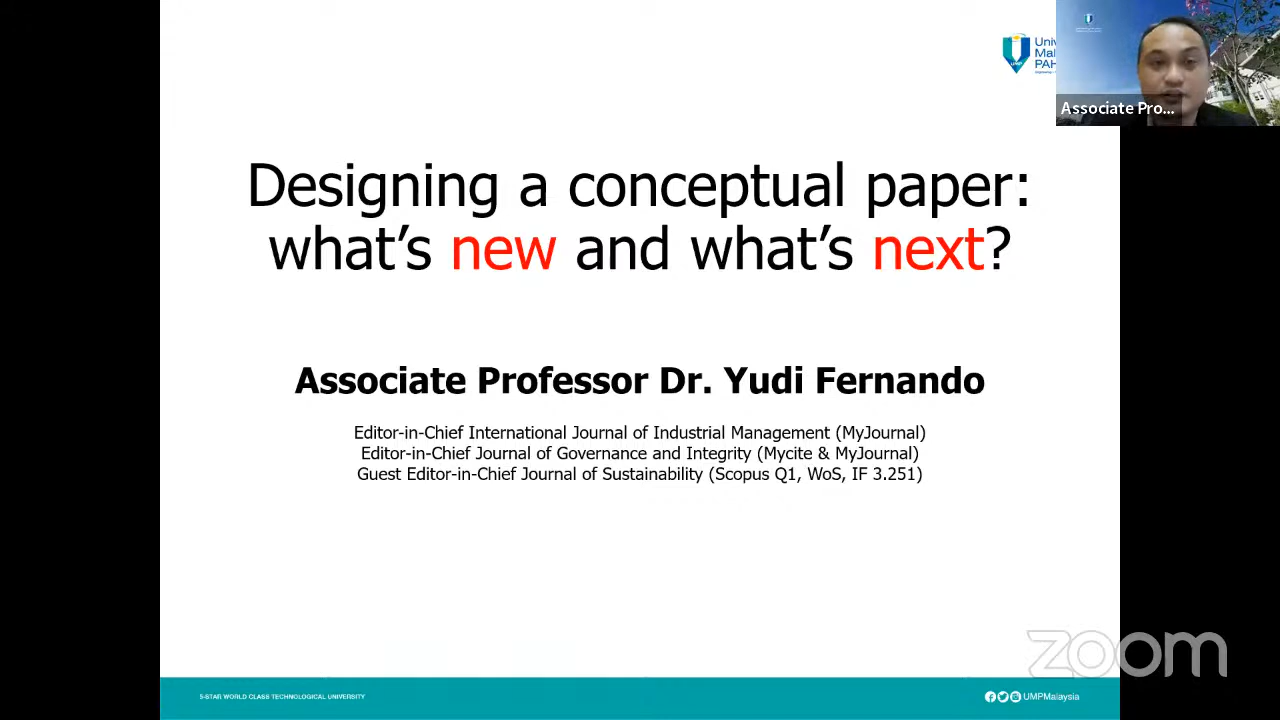 Designing a conceptual paper:
what's new and what's next?
Associate Professor Dr. Yudi Fernando
Editor-in-Chief International Journal of Industrial Management (MyJournal)
Editor-in-Chief Journal of Governance and Integrity (Mycite & MyJournal)
Guest Editor-in-Chief Journal of Sustainability (Scopus Q1, WoS, IF 3.251)
Associate Pro...
UMP
zoom
5-STAR WORLD CLASS TECHNOLOGICAL UNIVERSITY
UMPMalaysia